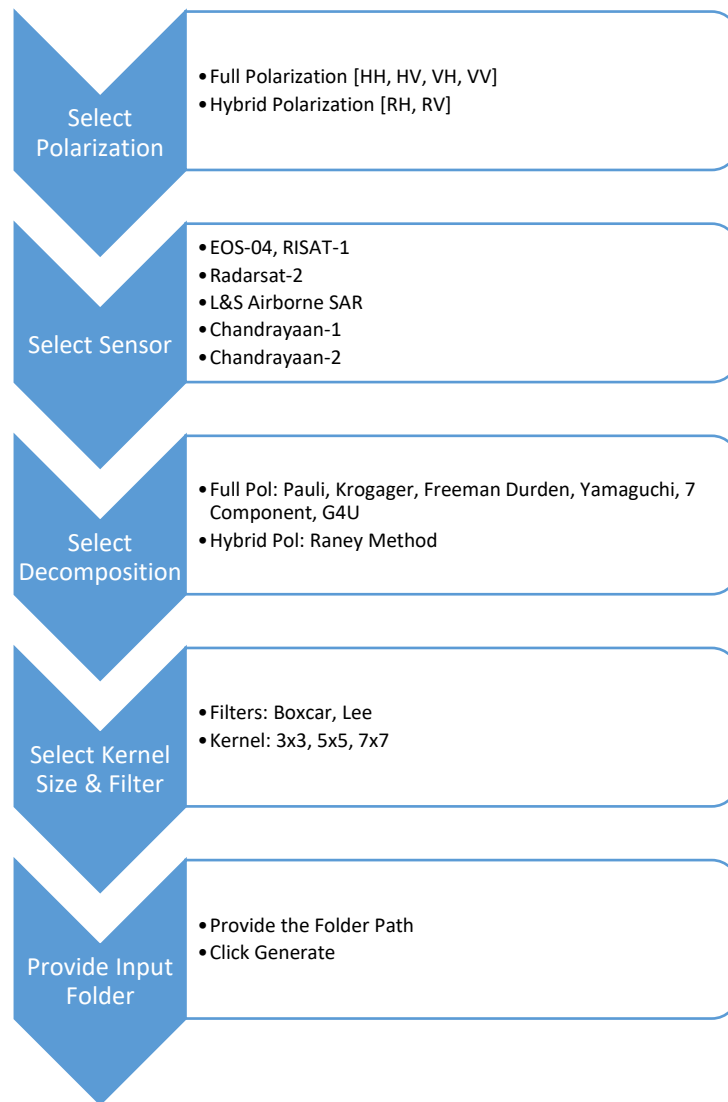 Select
Polarization
•Full Polarization [HH, HV, VH, VV]
•Hybrid Polarization [RH, RV]
Select Sensor
•EOS-04, RISAT-1
•Radarsat-2
•L&S Airborne SAR
•Chandrayaan-1
•Chandrayaan-2
Select
Decomposition
•Full Pol: Pauli, Krogager, Freeman Durden, Yamaguchi, 7
Component, G4U
•Hybrid Pol: Raney Method
Select Kernel
Size & Filter
•Filters: Boxcar, Lee
•Kernel: 3x3, 5x5, 7x7
Provide Input
Folder
•Provide the Folder Path
•Click Generate